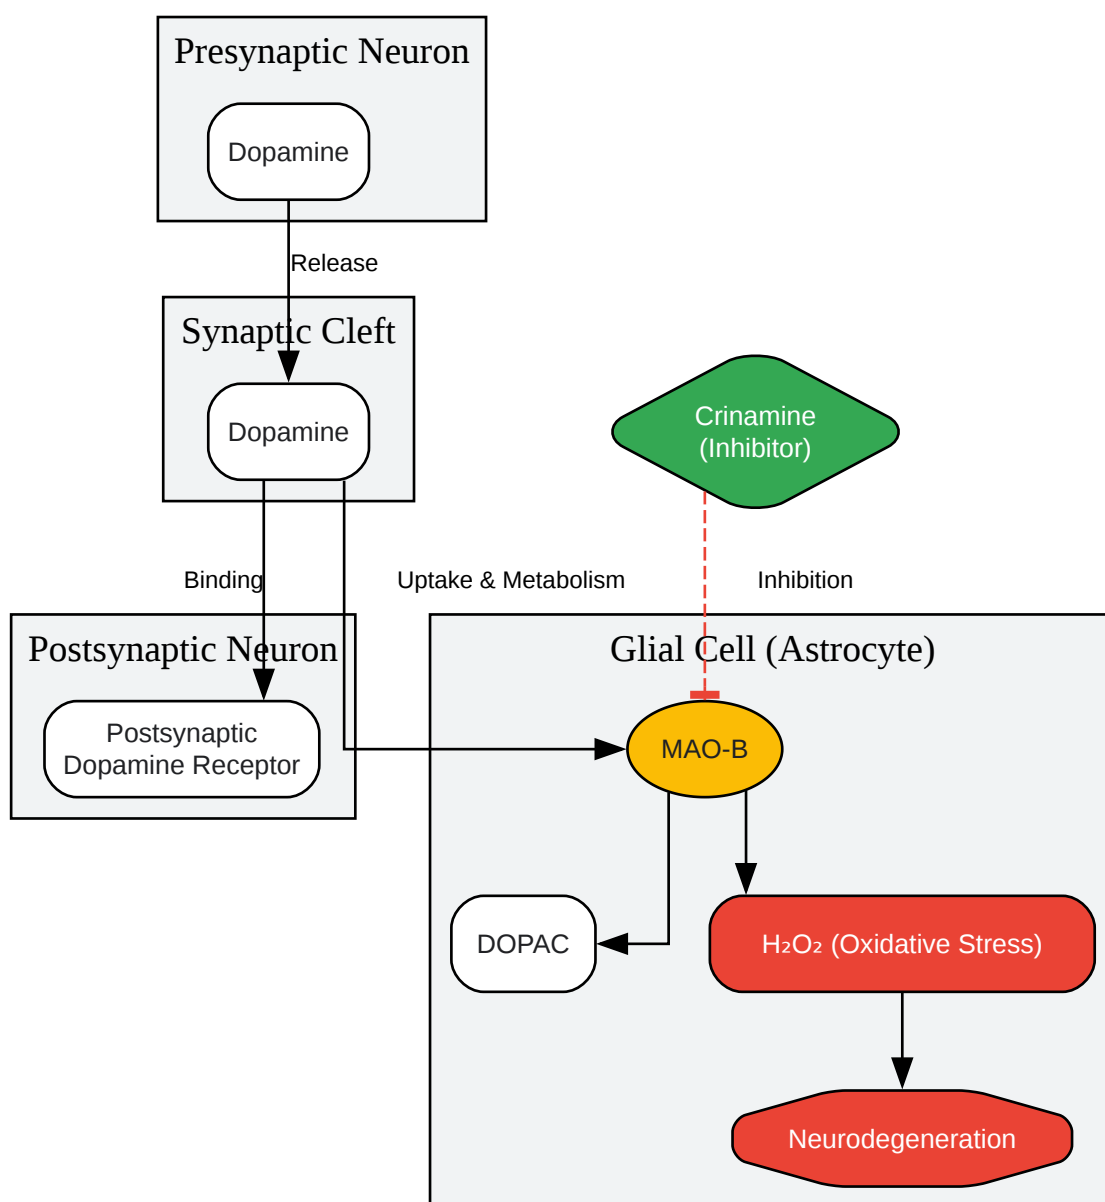 Presynaptic Neuron
Dopamine
Release
Synaptic Cleft
Dopamine
Crinamine
(Inhibitor)
Binding
Uptake & Metabolism
Inhibition
Postsynaptic Neuron
Glial Cell (Astrocyte)
Postsynaptic
Dopamine Receptor
MAO-B
DOPAC
H₂O₂ (Oxidative Stress)
Neurodegeneration